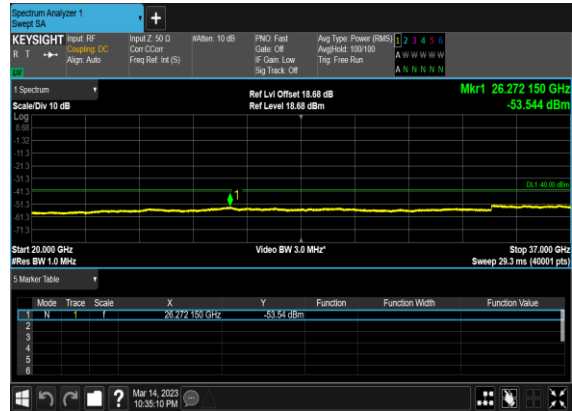 Spectrum Analyzer 1
Swept SA
+
KEYSIGHT
R T
Input: RF
Coupling: DC
Align: Auto
Input Z: 50 Ω
Corr CCorr
Freq Ref: Int (S)
#Atten: 10 dB
PNO: Fast
Gate: Off
IF Gain: Low
Sig Track: Off
Avg Type: Power (RMS)
Avg|Hold: 100/100
Trig: Free Run
1 2 3 4 5 6
A W W W W W
A N N N N N
1 Spectrum
Scale/Div 10 dB
Ref Lvl Offset 18.68 dB
Ref Level 18.68 dBm
Mkr1 26.272 150 GHz
-53.544 dBm
Log
8.68
-1.32
-11.3
-21.3
-31.3
-41.3
-51.3
-61.3
-71.3
1
DL1 -40.00 dBm
Start 20.000 GHz
#Res BW 1.0 MHz
Video BW 3.0 MHz*
Stop 37.000 GHz
Sweep 29.3 ms (40001 pts)
5 Marker Table
Mode Trace Scale X Y Function Function Width Function Value
1 N 1 f 26.272 150 GHz -53.54 dBm
2
3
4
5
6
?
Mar 14, 2023
10:35:10 PM